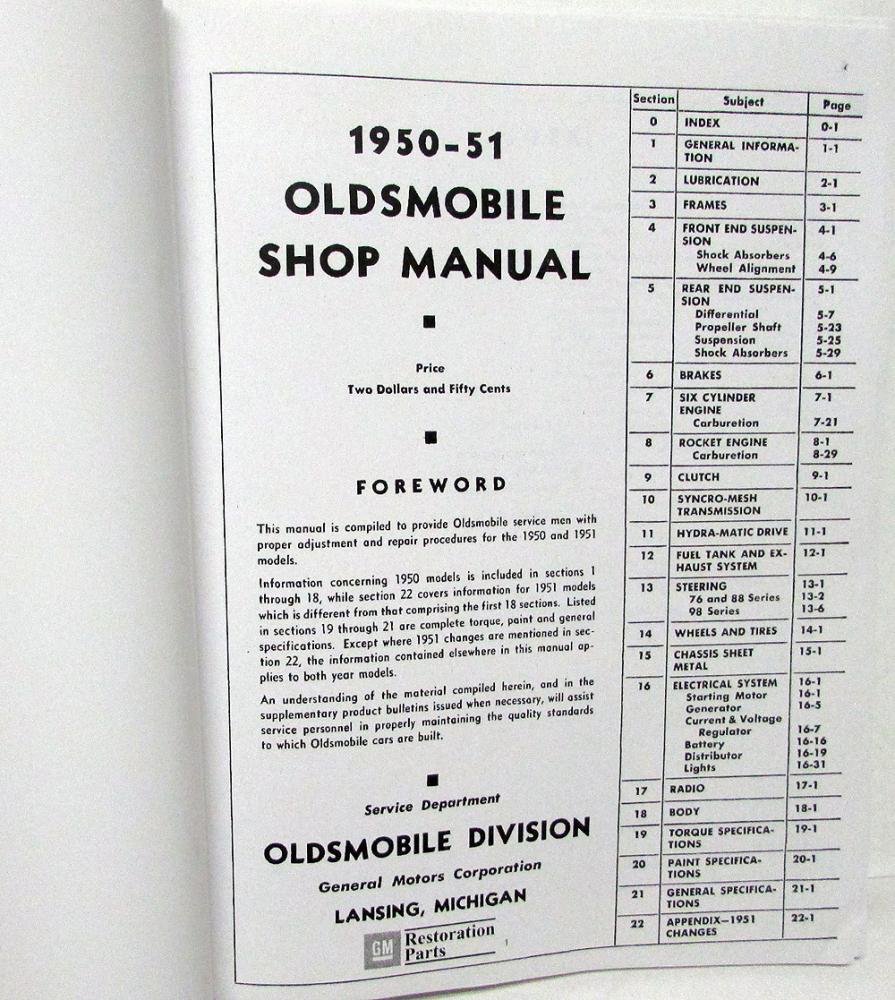 1950-51
OLDSMOBILE
SHOP MANUAL
Price
Two Dollars and Fifty Cents
FOREWORD
This manual is compiled to provide Oldsmobile service men with
proper adjustment and repair procedures for the 1950 and 1951
models.
Information concerning 1950 models is included in sections 1
through 18, while section 22 covers information for 1951 models
which is different from that comprising the first 18 sections. Listed
in sections 19 through 21 are complete torque, paint and general
specifications. Except where 1951 changes are mentioned in sec-
tion 22, the information contained elsewhere in this manual ap-
plies to both year models.
An understanding of the material compiled herein, and in the
supplementary product bulletins issued when necessary, will assist
service personnel in properly maintaining the quality standards
to which Oldsmobile cars are built.
Service Department
OLDSMOBILE DIVISION
General Motors Corporation
LANSING, MICHIGAN
GM Restoration
Parts
1
Section Subject Page
0 INDEX 0-1
1 GENERAL INFORMA- 1-1
TION
2 LUBRICATION 2-1
3 FRAMES 3-1
4 FRONT END SUSPEN- 4-1
SION
Shock Absorbers 4-6
Wheel Alignment 4-9
5 REAR END SUSPEN- 5-1
SION
Differential 5-7
Propeller Shaft 5-23
Suspension 5-25
Shock Absorbers 5-29
6 BRAKES 6-1
7 SIX CYLINDER 7-1
ENGINE
Carburetion 7-21
8 ROCKET ENGINE 8-1
Carburetion 8-29
9 CLUTCH 9-1
10 SYNCRO-MESH 10-1
TRANSMISSION
11 HYDRA-MATIC DRIVE 11-1
12 FUEL TANK AND EX- 12-1
HAUST SYSTEM
13 STEERING 13-1
76 and 88 Series 13-2
98 Series 13-6
14 WHEELS AND TIRES 14-1
15 CHASSIS SHEET 15-1
METAL
16 ELECTRICAL SYSTEM 16-1
Starting Motor 16-1
Generator 16-5
Current & Voltage
Regulator 16-7
Battery 16-16
Distributor 16-19
Lights 16-31
17 RADIO 17-1
18 BODY 18-1
19 TORQUE SPECIFICA- 19-1
TIONS
20 PAINT SPECIFICA- 20-1
TIONS
21 GENERAL SPECIFICA- 21-1
TIONS
22 APPENDIX—1951 22-1
CHANGES